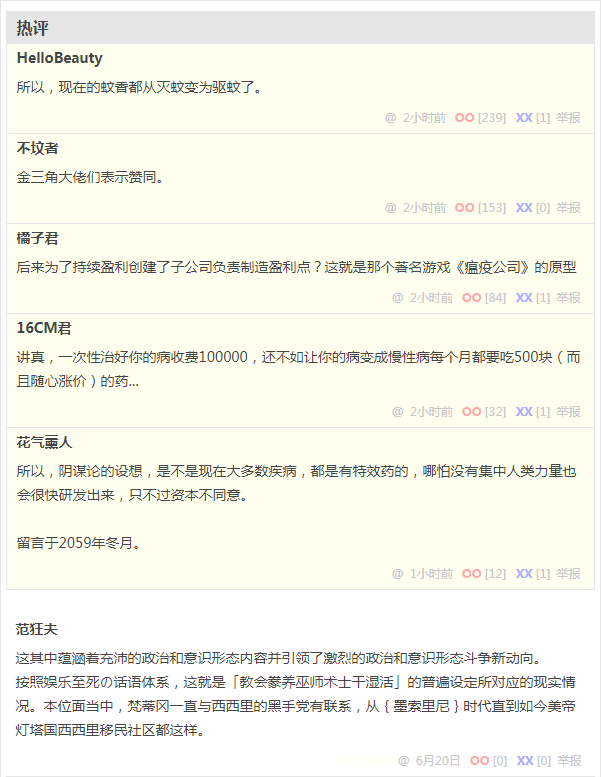 热评
HelloBeauty
所以，现在的蚊香都从灭蚊变为驱蚊了。
@ 2小时前 OO [239] XX [1] 举报
不坟者
金三角大佬们表示赞同。
@ 2小时前 OO [153] XX [0] 举报
橘子君
后来为了持续盈利创建了子公司负责制造盈利点？这就是那个著名游戏《瘟疫公司》的原型
@ 2小时前 OO [84] XX [1] 举报
16CM君
讲真，一次性治好你的病收费100000，还不如让你的病变成慢性病每个月都要吃500块（而
且随心涨价）的药...
@ 2小时前 OO [32] XX [1] 举报
花气薰人
所以，阴谋论的设想，是不是现在大多数疾病，都是有特效药的，哪怕没有集中人类力量也
会很快研发出来，只不过资本不同意。
留言于2059年冬月。
@ 1小时前 OO [12] XX [1] 举报
范狂夫
这其中蕴涵着充沛的政治和意识形态内容并引领了激烈的政治和意识形态斗争新动向。
按照娱乐至死の话语体系，这就是「教会豢养巫师术士干湿活」的普遍设定所对应的现实情
况。本位面当中，梵蒂冈一直与西西里的黑手党有联系，从｛墨索里尼｝时代直到如今美帝
灯塔国西西里移民社区都这样。
@ 6月20日 OO [0] XX [0] 举报